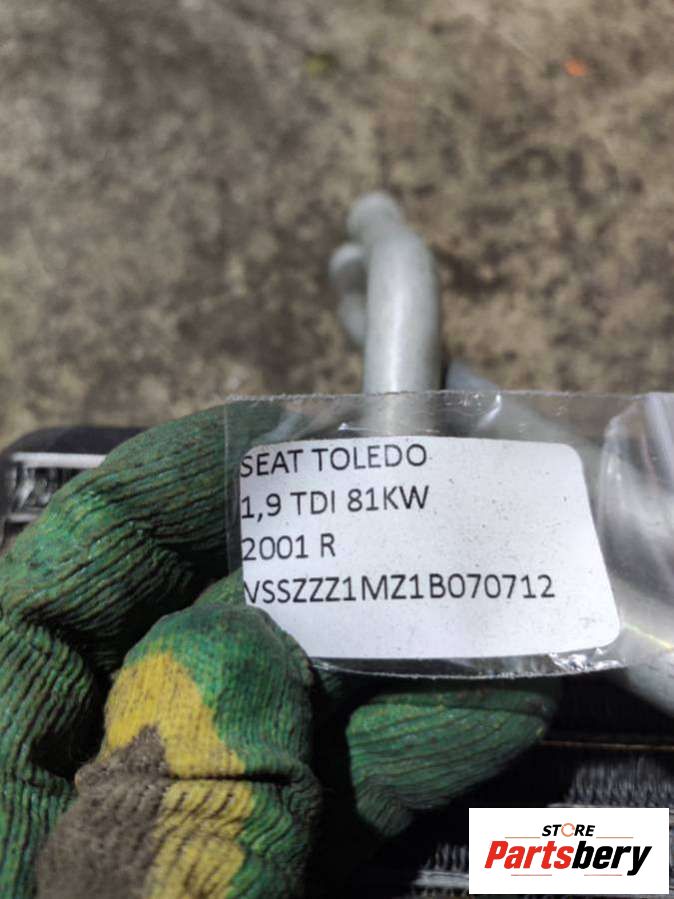 SEAT TOLEDO
1,9 TDI 81KW
2001 R
VSSZZZ1MZ1B070712
STORE
Partsbery